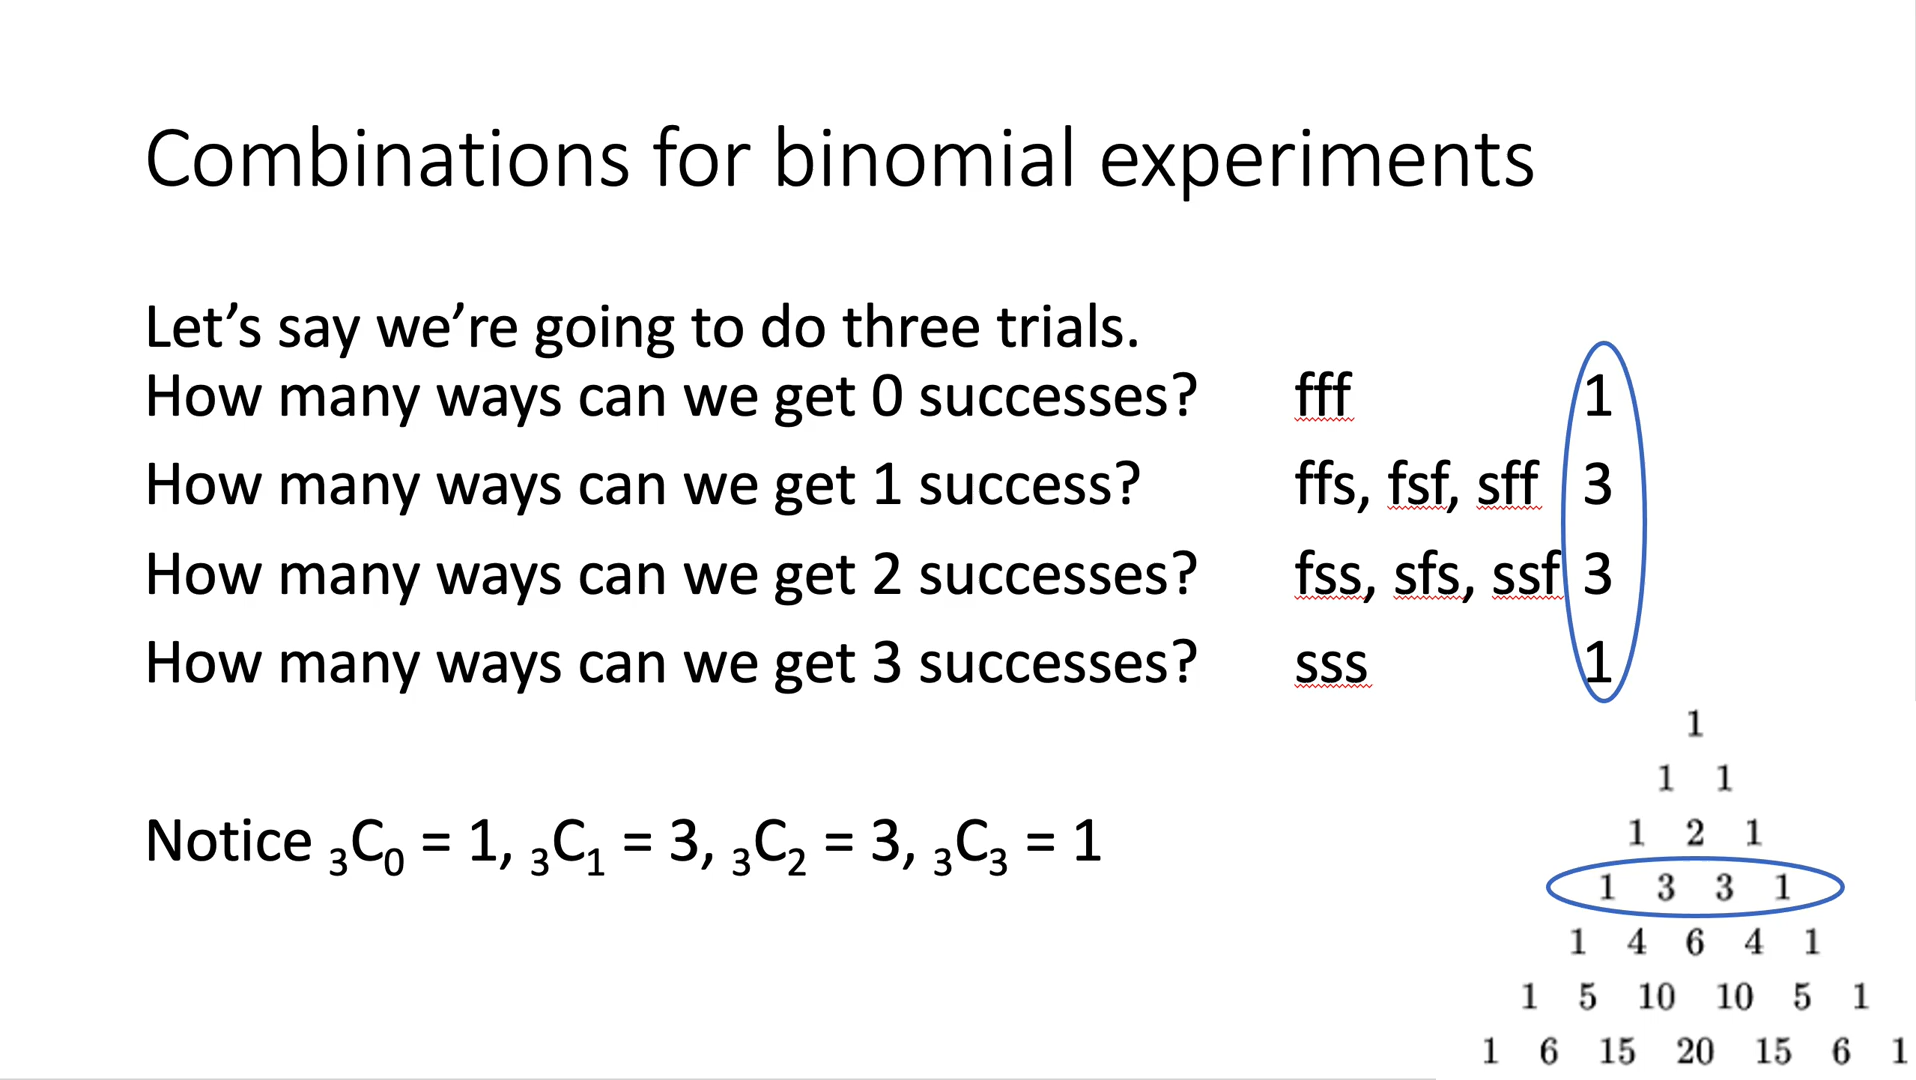 Combinations for binomial experiments
Let’s say we’re going to do three trials.
How many ways can we get 0 successes? fff 1
How many ways can we get 1 success? ffs, fsf, sff 3
How many ways can we get 2 successes? fss, sfs, ssf 3
How many ways can we get 3 successes? sss 1
Notice ₃C₀ = 1, ₃C₁ = 3, ₃C₂ = 3, ₃C₃ = 1
1
1 1
1 2 1
1 3 3 1
1 4 6 4 1
1 5 10 10 5 1
1 6 15 20 15 6 1